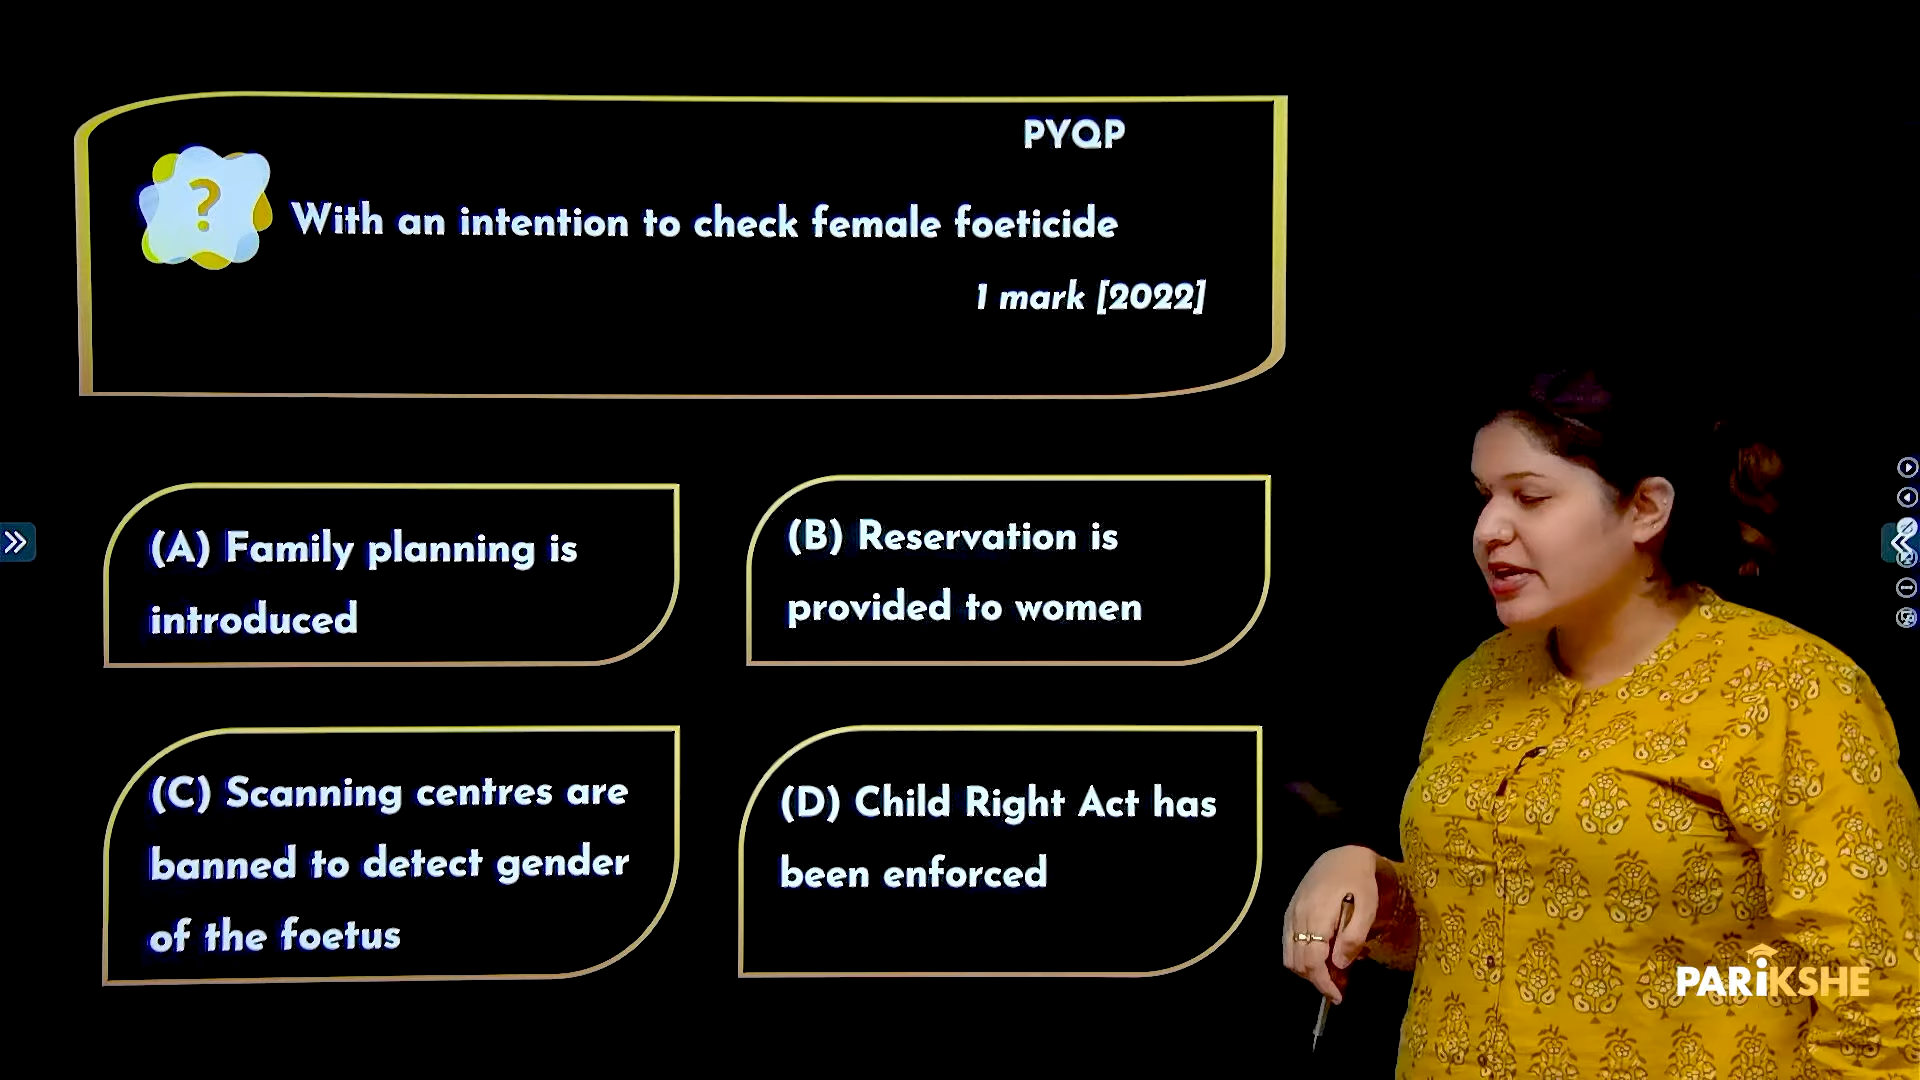 PYQP
?
With an intention to check female foeticide
1 mark [2022]
(A) Family planning is
introduced
(B) Reservation is
provided to women
(C) Scanning centres are
banned to detect gender
of the foetus
(D) Child Right Act has
been enforced
PARIKSHE